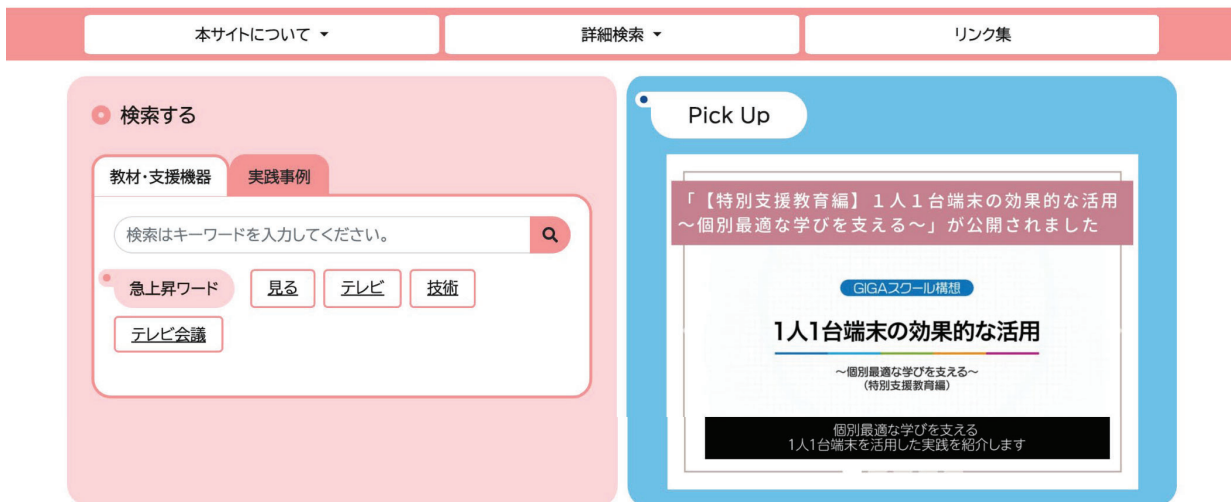 本サイトについて
詳細検索
リンク集
検索する
教材・支援機器
実践事例
検索はキーワードを入力してください。
急上昇ワード
見る
テレビ
技術
テレビ会議
Pick Up
「【特別支援教育編】1人1台端末の効果的な活用
～個別最適な学びを支える～」が公開されました
GIGAスクール構想
1人1台端末の効果的な活用
～個別最適な学びを支える～
（特別支援教育編）
個別最適な学びを支える
1人1台端末を活用した実践を紹介します